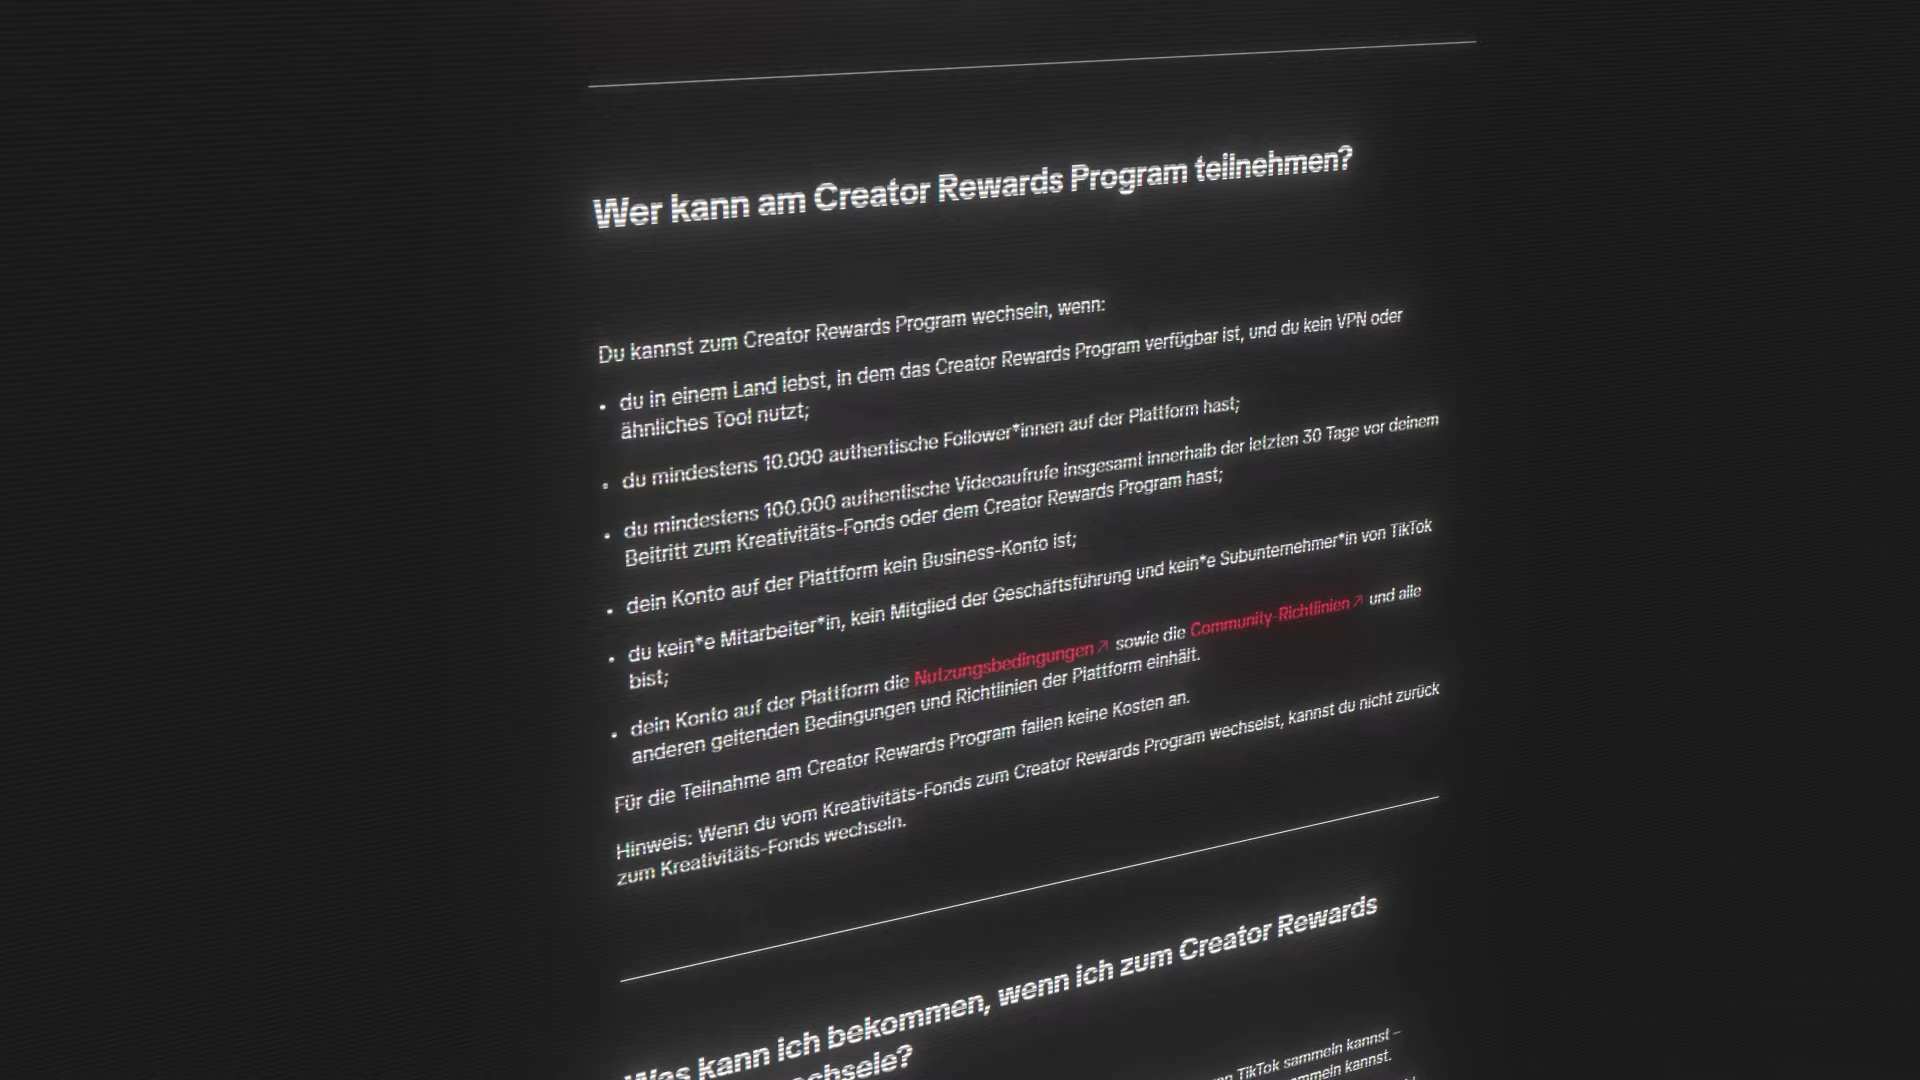 Wer kann am Creator Rewards Program teilnehmen?
Du kannst zum Creator Rewards Program wechseln, wenn:
• du in einem Land lebst, in dem das Creator Rewards Program verfügbar ist, und du kein VPN oder
ähnliches Tool nutzt;
• du mindestens 10.000 authentische Follower*innen auf der Plattform hast;
• du mindestens 100.000 authentische Videoaufrufe insgesamt innerhalb der letzten 30 Tage vor deinem
Beitritt zum Kreativitäts-Fonds oder dem Creator Rewards Program hast;
• dein Konto auf der Plattform kein Business-Konto ist;
• du kein*e Mitarbeiter*in, kein Mitglied der Geschäftsführung und kein*e Subunternehmer*in von TikTok
bist;
• dein Konto auf der Plattform die Nutzungsbedingungen↗ sowie die Community-Richtlinien↗ und alle
anderen geltenden Bedingungen und Richtlinien der Plattform einhält.
Für die Teilnahme am Creator Rewards Program fallen keine Kosten an.
Hinweis: Wenn du vom Kreativitäts-Fonds zum Creator Rewards Program wechselst, kannst du nicht zurück
zum Kreativitäts-Fonds wechseln.
Was kann ich bekommen, wenn ich zum Creator Rewards
TikTok sammeln kannst –
kannst.